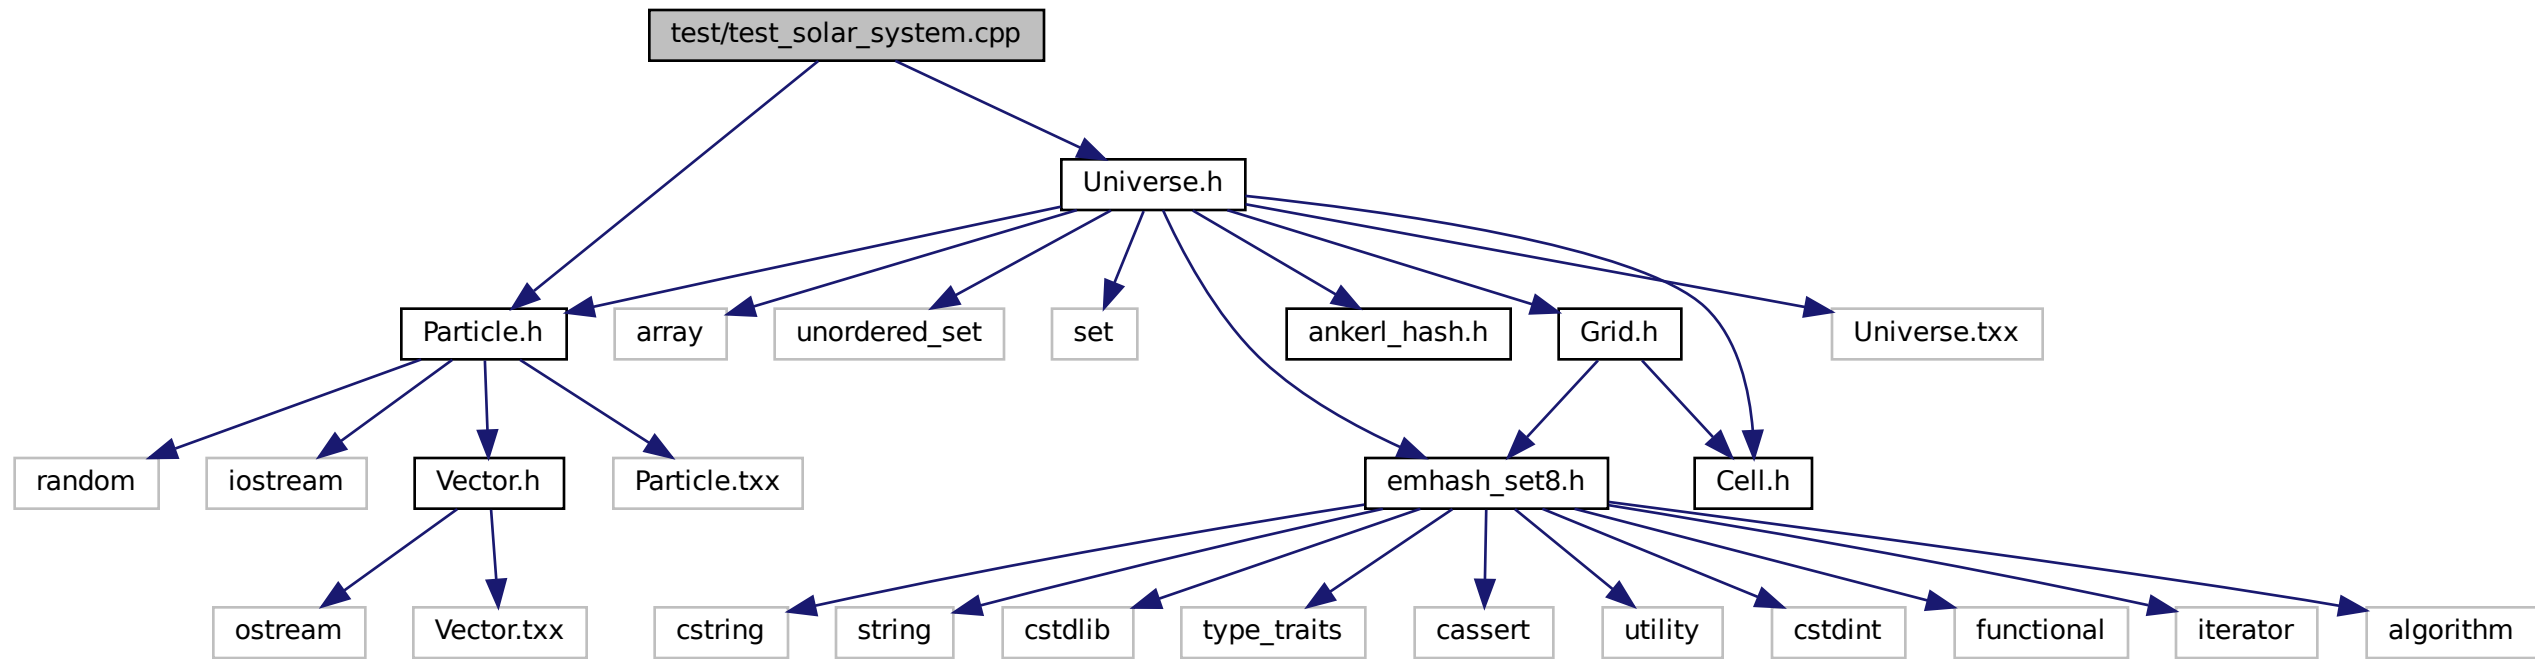 test/test_solar_system.cpp
Universe.h
Particle.h
array
unordered_set
set
ankerl_hash.h
Grid.h
Universe.txx
random
iostream
Vector.h
Particle.txx
emhash_set8.h
Cell.h
ostream
Vector.txx
cstring
string
cstdlib
type_traits
cassert
utility
cstdint
functional
iterator
algorithm